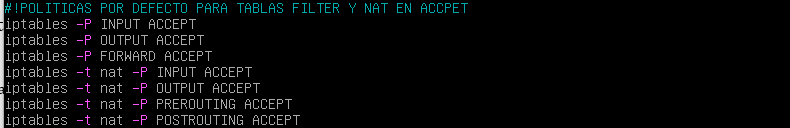 #!POLITICAS POR DEFECTO PARA TABLAS FILTER Y NAT EN ACCPET
iptables -P INPUT ACCEPT
iptables -P OUTPUT ACCEPT
iptables -P FORWARD ACCEPT
iptables -t nat -P INPUT ACCEPT
iptables -t nat -P OUTPUT ACCEPT
iptables -t nat -P PREROUTING ACCEPT
iptables -t nat -P POSTROUTING ACCEPT